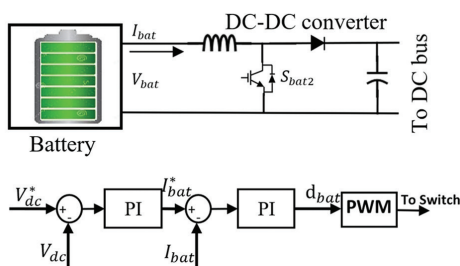 DC-DC converter
I_bat
V_bat
S_bat2
To DC bus
Battery
V*_dc
+
-
PI
I*_bat
+
-
PI
d_bat
PWM
To Switch
V_dc
I_bat